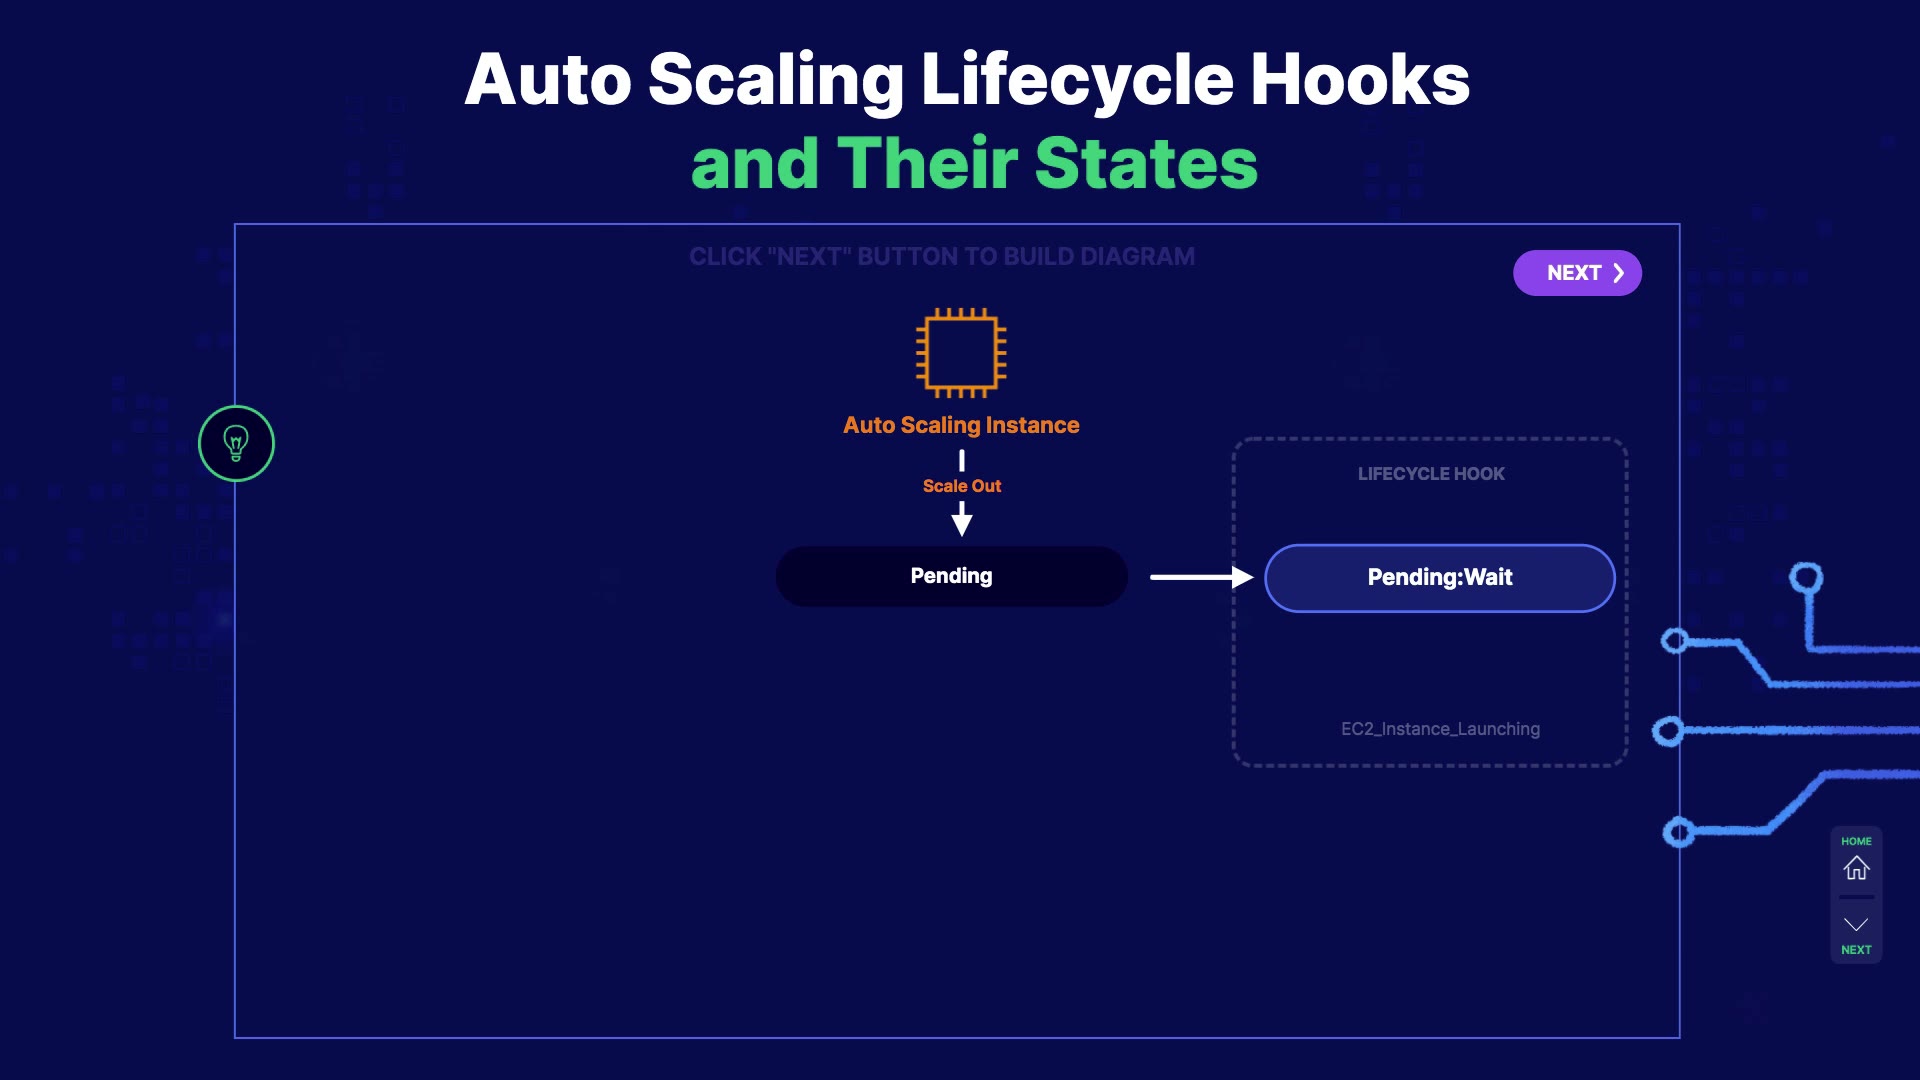 Auto Scaling Lifecycle Hooks
and Their States
CLICK "NEXT" BUTTON TO BUILD DIAGRAM
NEXT
Auto Scaling Instance
Scale Out
LIFECYCLE HOOK
Pending
Pending:Wait
EC2_Instance_Launching
HOME
NEXT